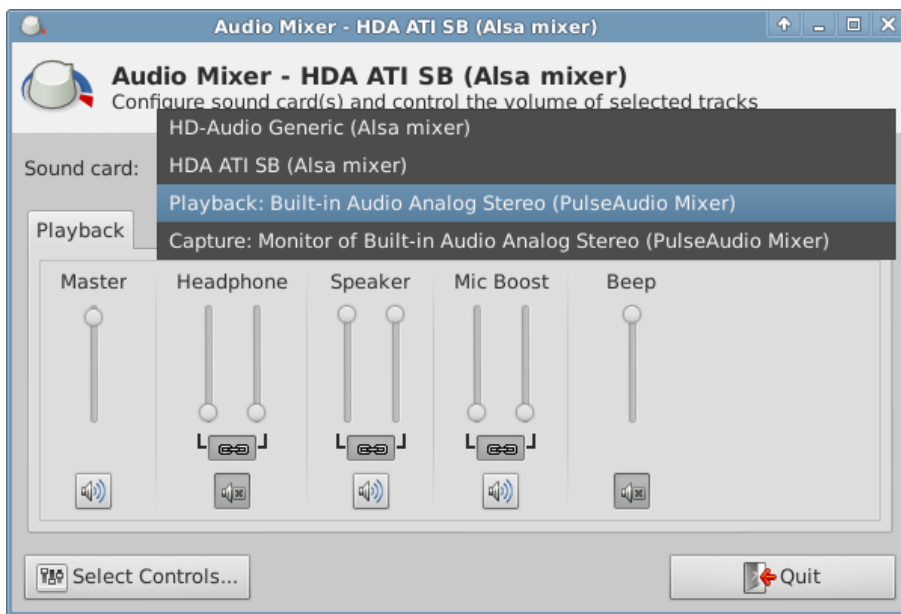 Audio Mixer - HDA ATI SB (Alsa mixer)
Audio Mixer - HDA ATI SB (Alsa mixer)
Configure sound card(s) and control the volume of selected tracks
Sound card:
HD-Audio Generic (Alsa mixer)
HDA ATI SB (Alsa mixer)
Playback: Built-in Audio Analog Stereo (PulseAudio Mixer)
Capture: Monitor of Built-in Audio Analog Stereo (PulseAudio Mixer)
Playback
Master Headphone Speaker Mic Boost Beep
Select Controls... Quit